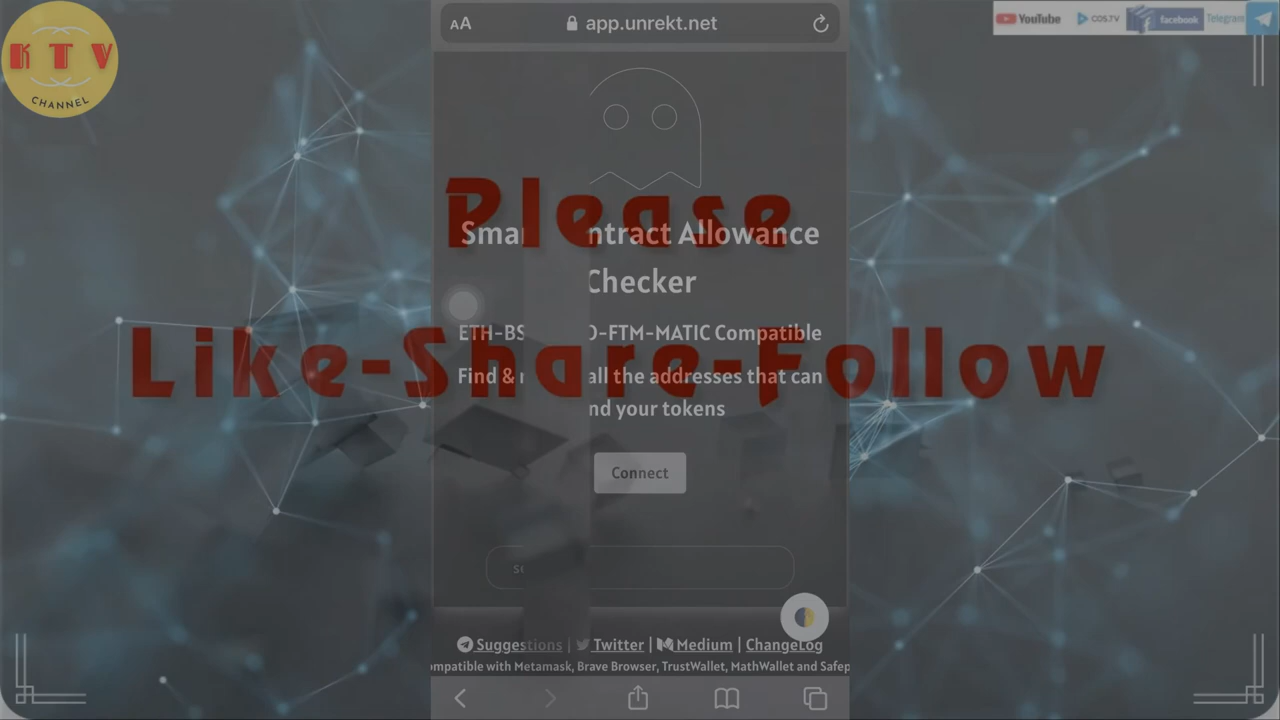 KTV
CHANNEL
AA app.unrekt.net
YouTube COS.TV facebook Telegram
Please
Sma ntract Allowance
Checker
ETH-BS O-FTM-MATIC Compatible
Like-Share-Follow
Find & all the addresses that can
nd your tokens
Connect
Suggestions | Twitter | Medium | ChangeLog
ompatible with Metamask, Brave Browser, TrustWallet, MathWallet and Safep